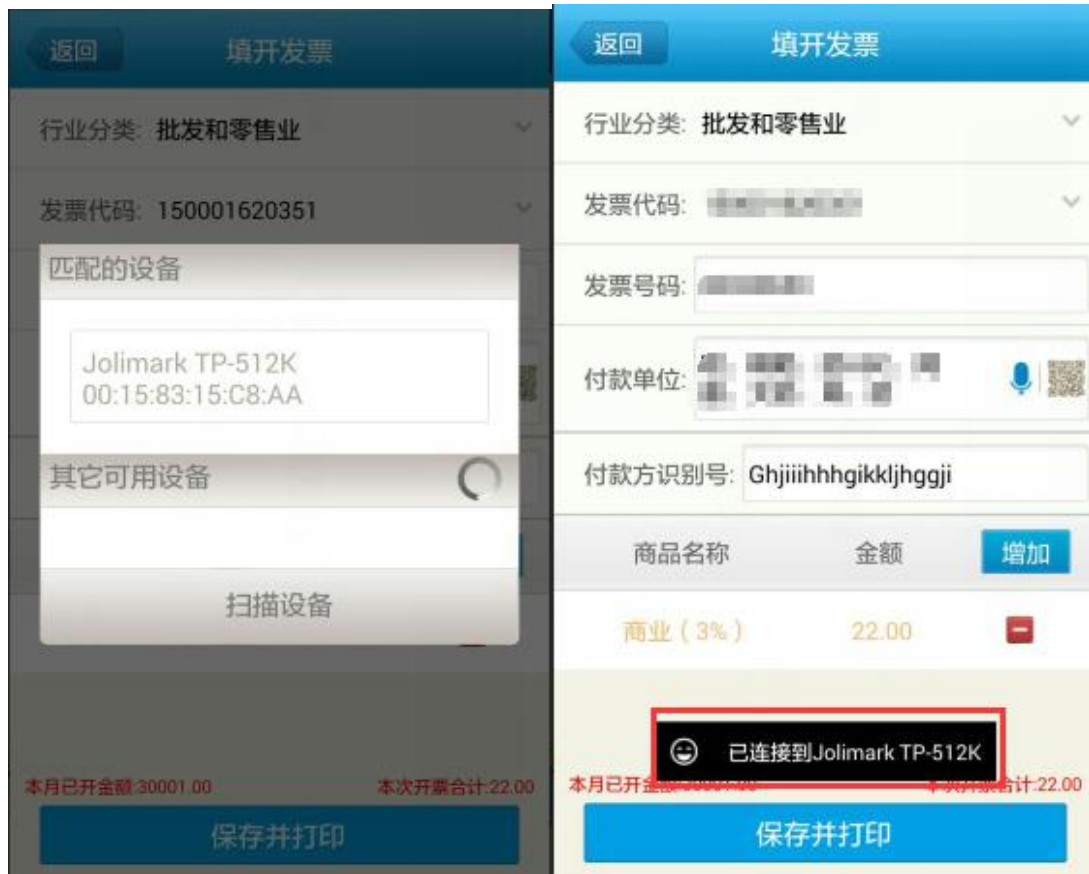 返回
填开发票
行业分类: 批发和零售业
发票代码: 150001620351
匹配的设备
Jolimark TP-512K
00:15:83:15:C8:AA
其它可用设备
扫描设备
本月已开金额:30001.00
本次开票合计:22.00
保存并打印
返回
填开发票
行业分类: 批发和零售业
发票代码:
发票号码:
付款单位:
付款方识别号: Ghjiiihhhgikkljhggji
商品名称
金额
增加
商业(3%)
22.00
已连接到Jolimark TP-512K
本月已开
计:22.00
保存并打印